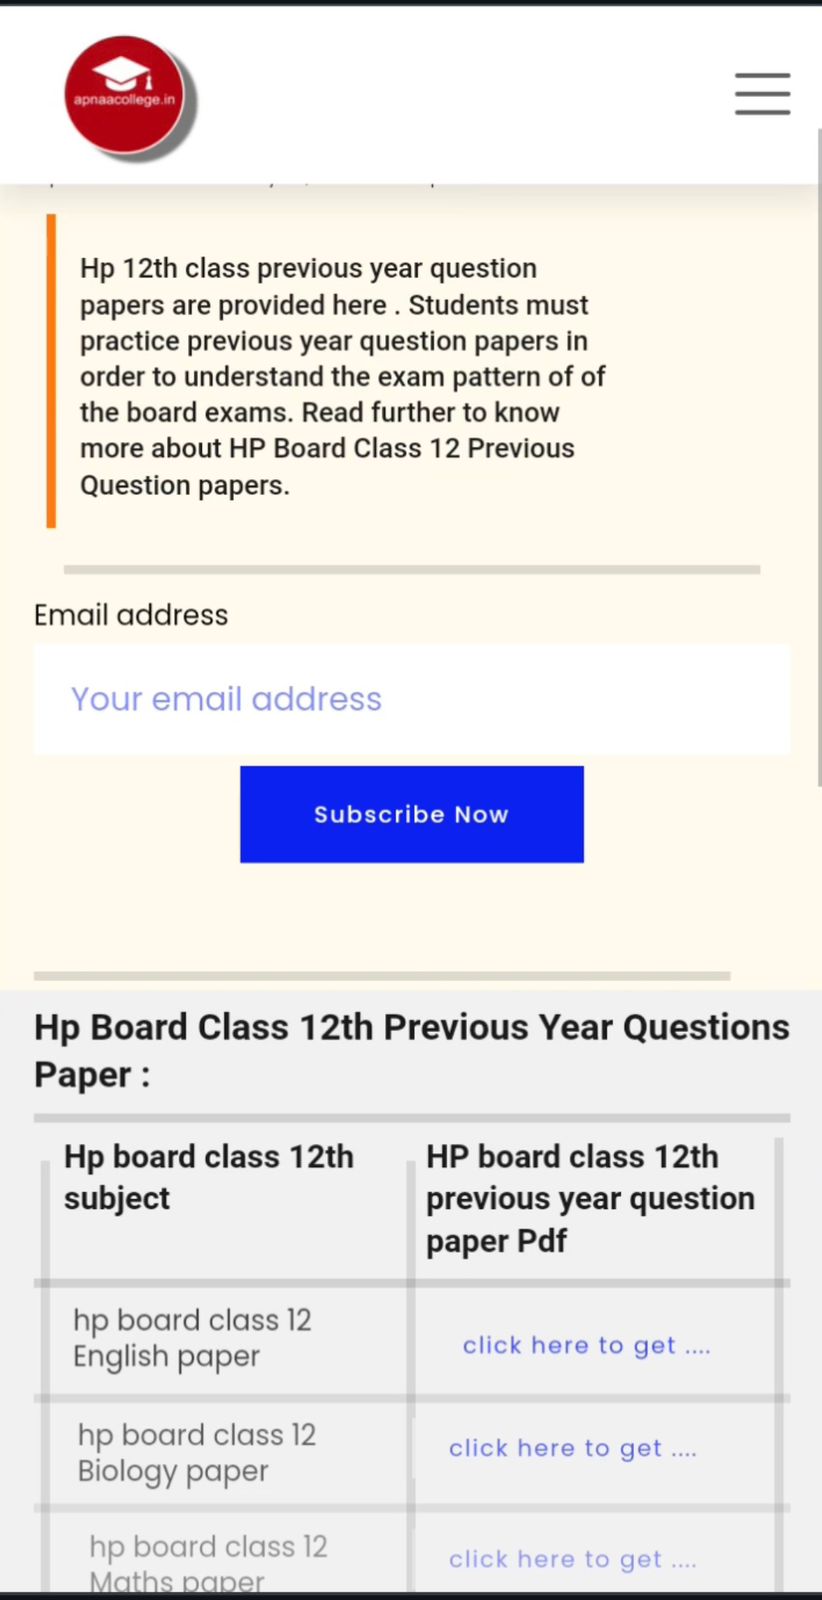 apnaacollege.in
Hp 12th class previous year question
papers are provided here . Students must
practice previous year question papers in
order to understand the exam pattern of of
the board exams. Read further to know
more about HP Board Class 12 Previous
Question papers.
Email address
Your email address
Subscribe Now
Hp Board Class 12th Previous Year Questions
Paper :
Hp board class 12th
subject
HP board class 12th
previous year question
paper Pdf
hp board class 12
English paper
click here to get ....
hp board class 12
Biology paper
click here to get ....
hp board class 12
Maths paper
click here to get ....